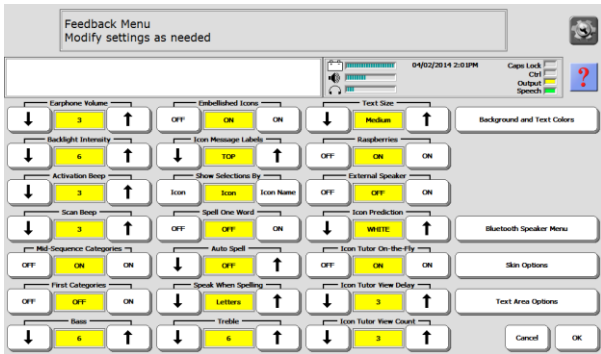 Feedback Menu
Modify settings as needed
04/02/2014 2:01PM
Caps Lock
Ctrl
Output
Speech
?
Earphone Volume
3
Embellished Icons
OFF ON ON
Text Size
Medium
Background and Text Colors
Backlight Intensity
6
Icon Message Labels
TOP
Raspberries
OFF ON ON
Activation Beep
3
Show Selections By
Icon Icon Icon Name
External Speaker
OFF OFF ON
Scan Beep
3
Spell One Word
OFF OFF ON
Icon Prediction
WHITE
Bluetooth Speaker Menu
Mid-Sequence Categories
OFF ON ON
Auto Spell
OFF
Icon Tutor On-the-Fly
OFF ON ON
Skin Options
First Categories
OFF OFF ON
Speak When Spelling
Letters
Icon Tutor View Delay
3
Text Area Options
Bass
6
Treble
6
Icon Tutor View Count
3
Cancel
OK